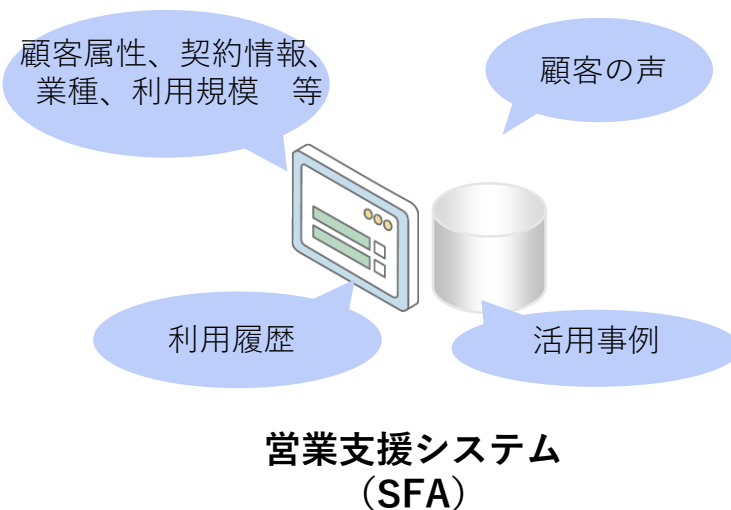 顧客属性、契約情報、
業種、利用規模　等
顧客の声
利用履歴
活用事例
営業支援システム
（SFA）